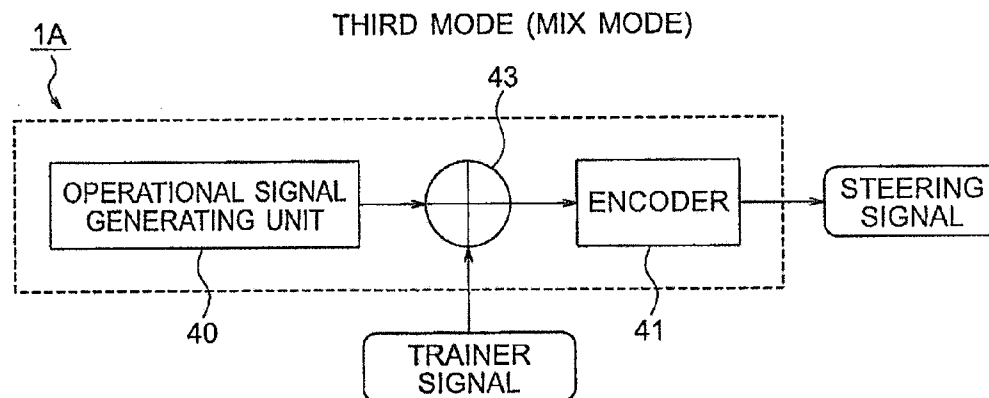 THIRD MODE (MIX MODE)
1A
43
OPERATIONAL SIGNAL
GENERATING UNIT
ENCODER
STEERING
SIGNAL
40
41
TRAINER
SIGNAL